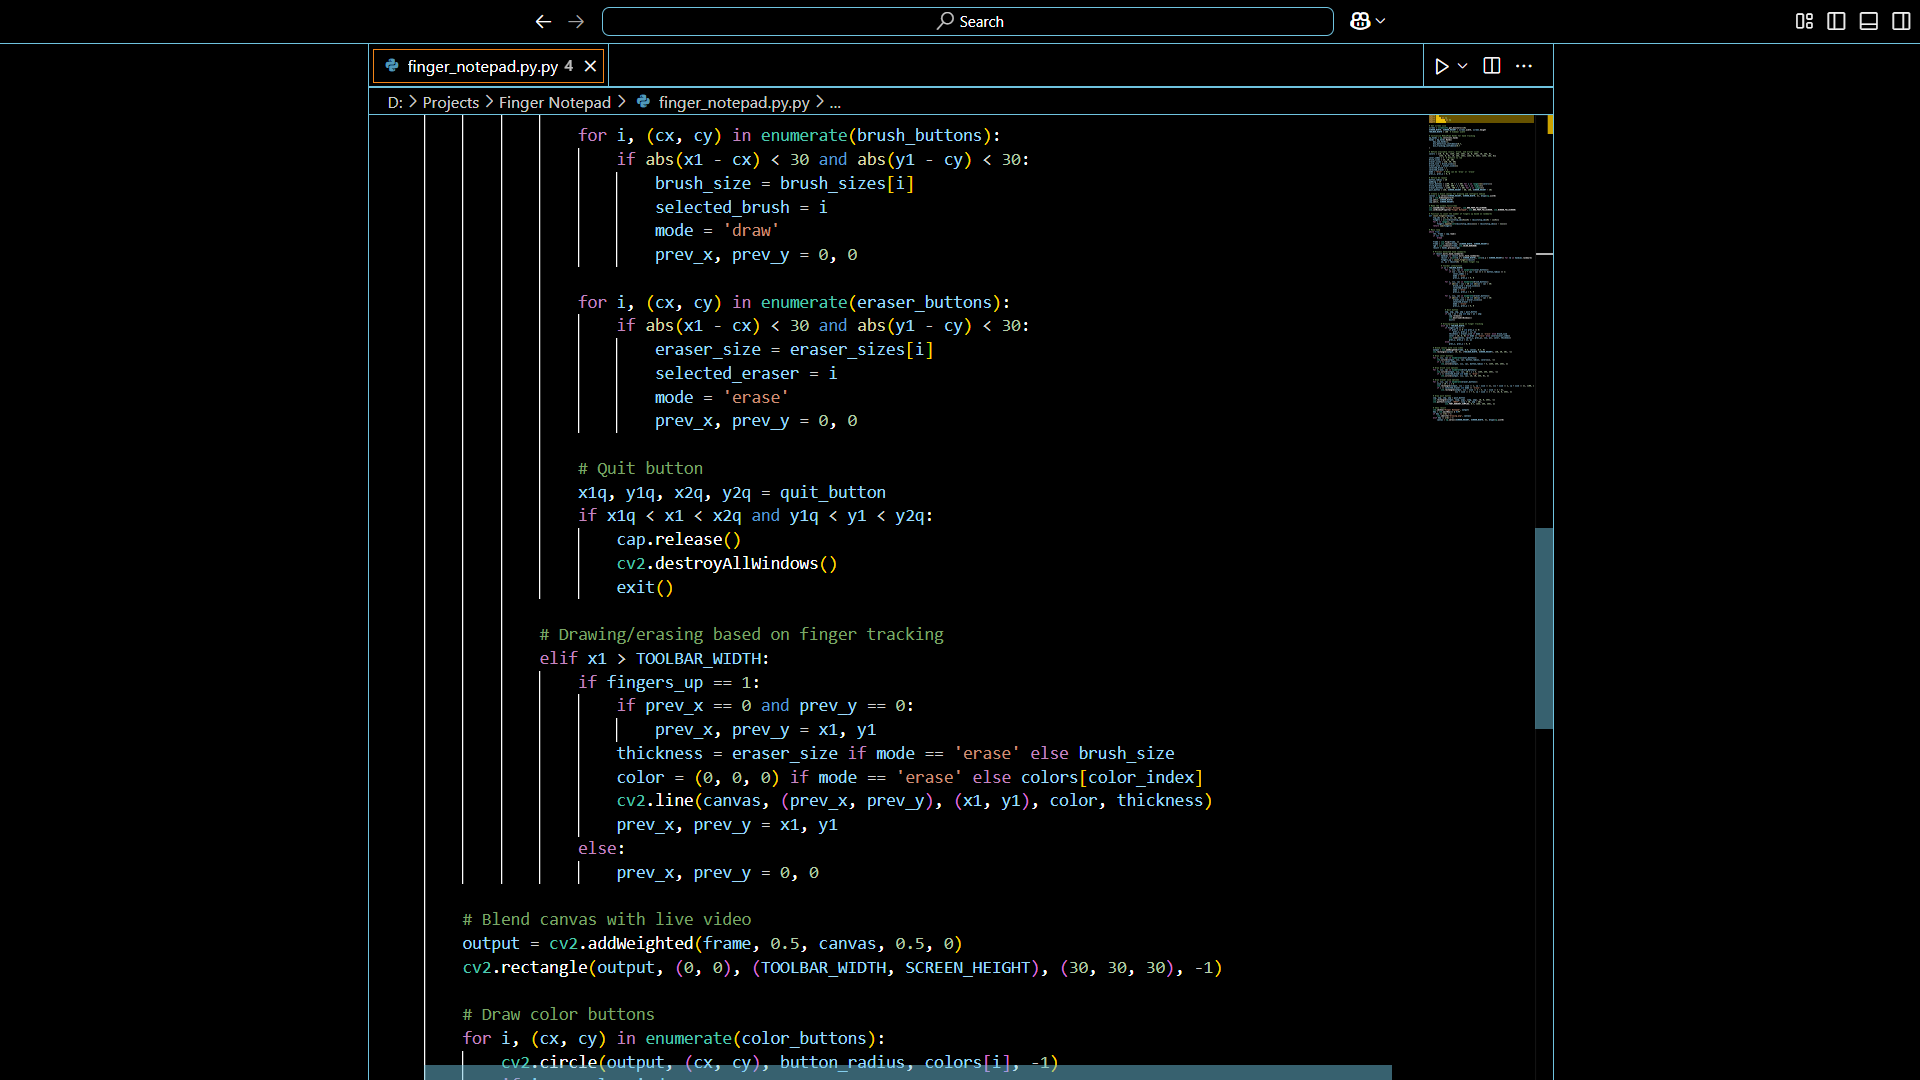 Search
finger_notepad.py.py 4
D: > Projects > Finger Notepad > finger_notepad.py.py > ...
for i, (cx, cy) in enumerate(brush_buttons):
if abs(x1 - cx) < 30 and abs(y1 - cy) < 30:
brush_size = brush_sizes[i]
selected_brush = i
mode = 'draw'
prev_x, prev_y = 0, 0
for i, (cx, cy) in enumerate(eraser_buttons):
if abs(x1 - cx) < 30 and abs(y1 - cy) < 30:
eraser_size = eraser_sizes[i]
selected_eraser = i
mode = 'erase'
prev_x, prev_y = 0, 0
# Quit button
x1q, y1q, x2q, y2q = quit_button
if x1q < x1 < x2q and y1q < y1 < y2q:
cap.release()
cv2.destroyAllWindows()
exit()
# Drawing/erasing based on finger tracking
elif x1 > TOOLBAR_WIDTH:
if fingers_up == 1:
if prev_x == 0 and prev_y == 0:
prev_x, prev_y = x1, y1
thickness = eraser_size if mode == 'erase' else brush_size
color = (0, 0, 0) if mode == 'erase' else colors[color_index]
cv2.line(canvas, (prev_x, prev_y), (x1, y1), color, thickness)
prev_x, prev_y = x1, y1
else:
prev_x, prev_y = 0, 0
# Blend canvas with live video
output = cv2.addWeighted(frame, 0.5, canvas, 0.5, 0)
cv2.rectangle(output, (0, 0), (TOOLBAR_WIDTH, SCREEN_HEIGHT), (30, 30, 30), -1)
# Draw color buttons
for i, (cx, cy) in enumerate(color_buttons):
cv2.circle(output, (cx, cy), button_radius, colors[i], -1)